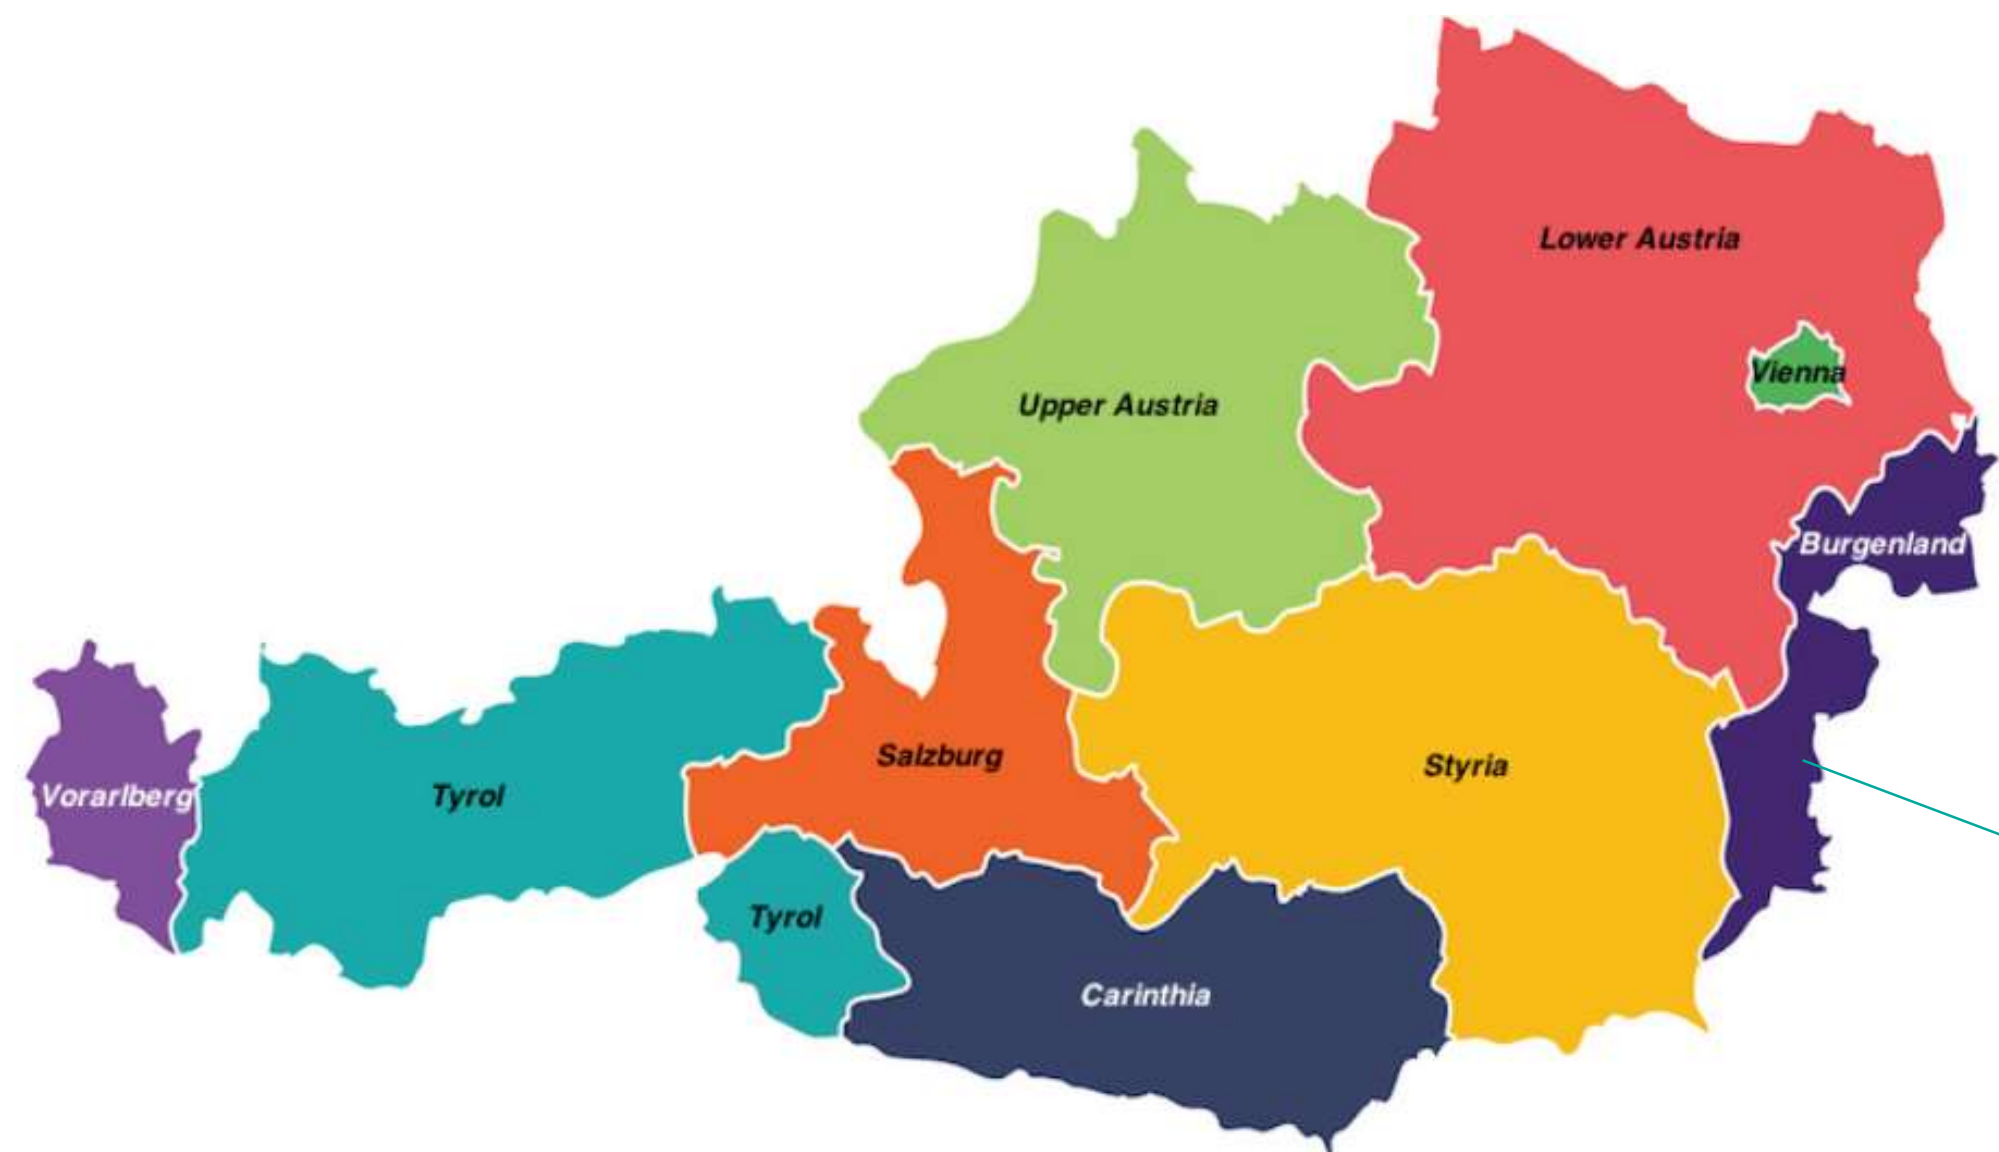 Lower Austria
Vienna
Upper Austria
Burgenland
Salzburg
Styria
Vorarlberg
Tyrol
Tyrol
Carinthia